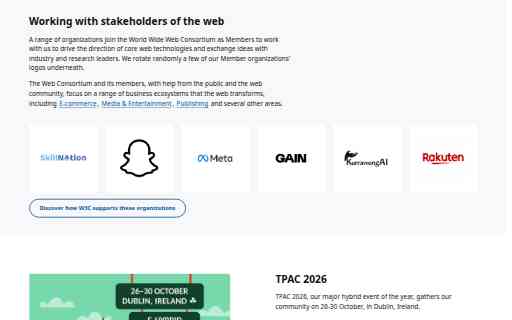 Working with stakeholders of the web
A range of organizations join the World Wide Web Consortium as Members to work
with us to drive the direction of core web technologies and exchange ideas with
industry and research leaders. We rotate randomly a few of our Member organizations'
logos underneath.
The Web Consortium and its members, with help from the public and the web
community, focus on a range of business ecosystems that the web transforms,
including E-commerce, Media & Entertainment, Publishing and several other areas.
SkillNotion
Meta
GAIN
KurrawongAI
Rakuten
Discover how W3C supports these organizations
26–30 OCTOBER
DUBLIN, IRELAND
TPAC 2026
TPAC 2026, our major hybrid event of the year, gathers our
community on 26-30 October, in Dublin, Ireland.